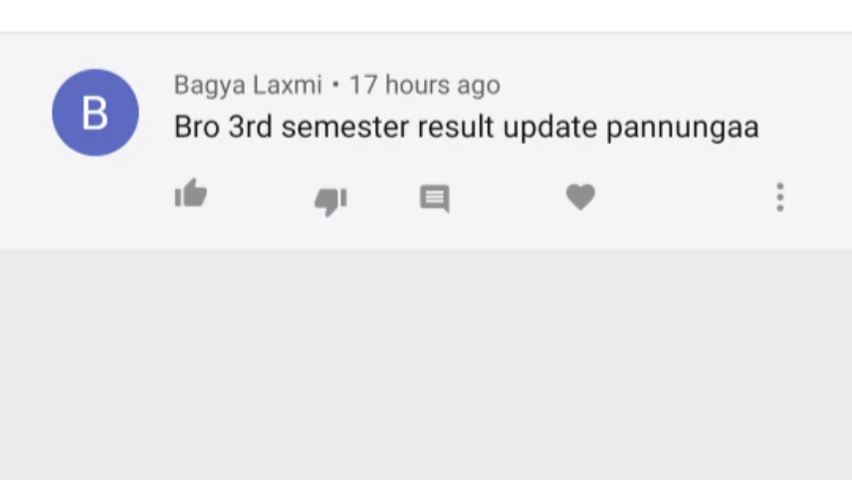 B
Bagya Laxmi • 17 hours ago
Bro 3rd semester result update pannungaa